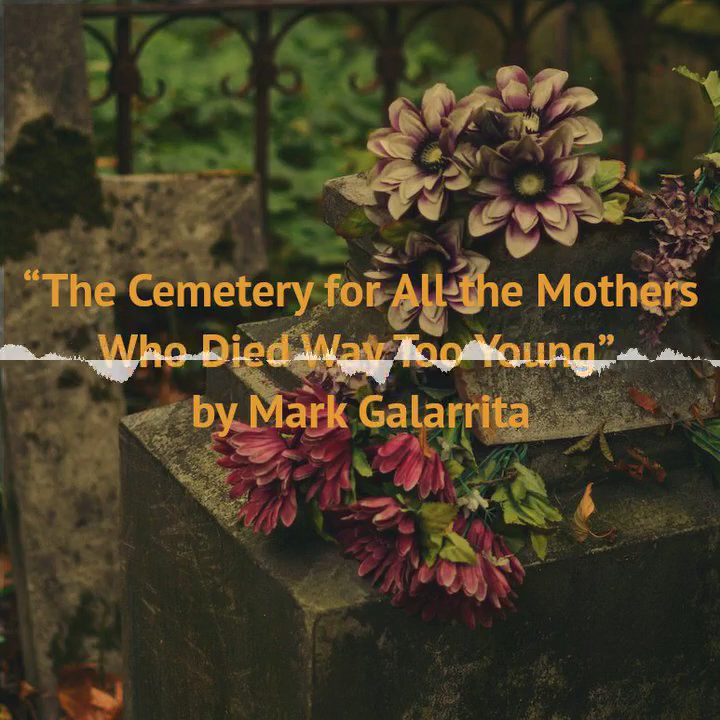 “The Cemetery for All the Mothers
Who Died Way Too Young”
by Mark Galarrita